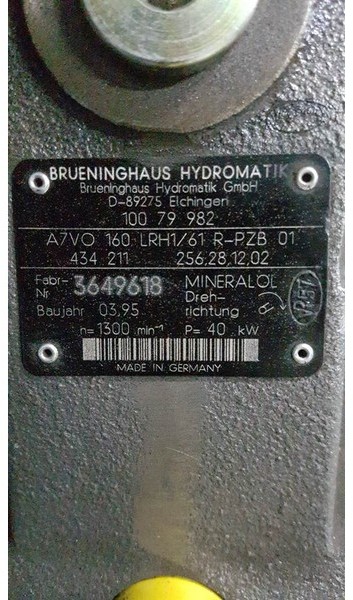 BRUENINGHAUS HYDROMATIK
Brueninghaus Hydromatik GmbH
D-89275 Elchingen
100 79 982
A7VO 160 LRH1/61 R-PZB 01
434 211 256.28.12.02
Fabr-Nr 3649618 MINERALÖL
Baujahr 03.95 Dreh-richtung
n=1300 min⁻¹ P= 40 kW
MADE IN GERMANY